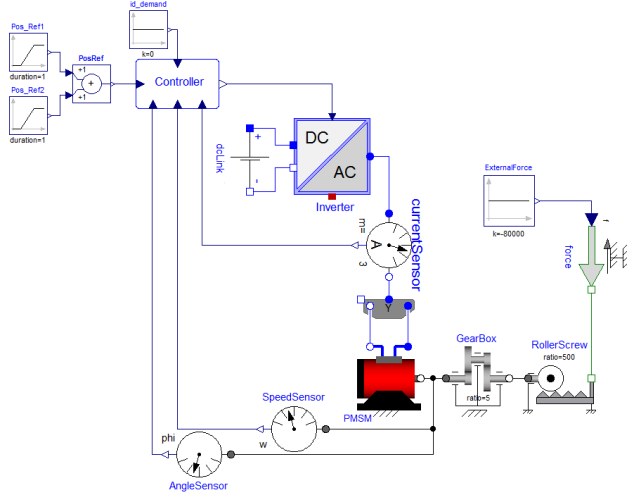 id_demand
k=0
Pos_Ref1
duration=1
PosRef
+1
+
+1
Pos_Ref2
duration=1
Controller
dcLink
+
-
DC
AC
Inverter
currentSensor
m=
3
A
Y
ExternalForce
k=-80000
f
force
GearBox
ratio=5
RollerScrew
ratio=500
PMSM
SpeedSensor
w
phi
AngleSensor